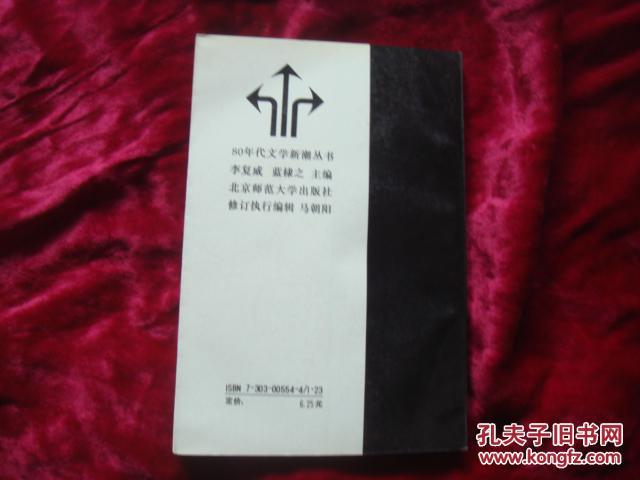 80年代文学新潮丛书
李复威 蓝棣之 主编
北京师范大学出版社
修订执行编辑 马朝阳
ISBN 7-303-00554-4/I·23
定价: 6.25元
孔夫子旧书网
www.kongfz.com